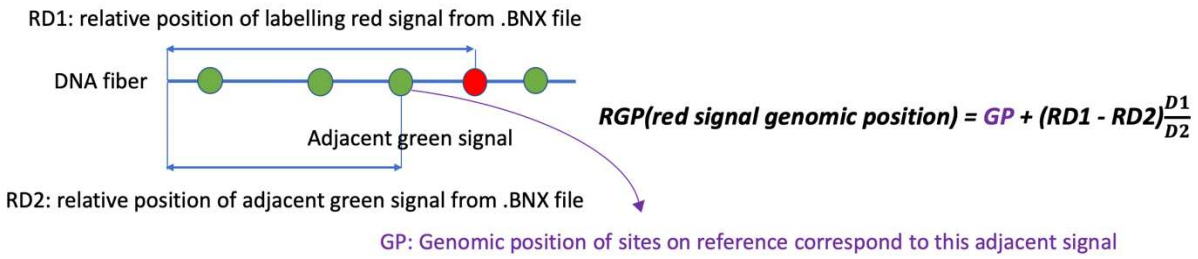 RD1: relative position of labelling red signal from .BNX file
DNA fiber
Adjacent green signal
RGP(red signal genomic position) = GP + (RD1 - RD2) D1/D2
RD2: relative position of adjacent green signal from .BNX file
GP: Genomic position of sites on reference correspond to this adjacent signal